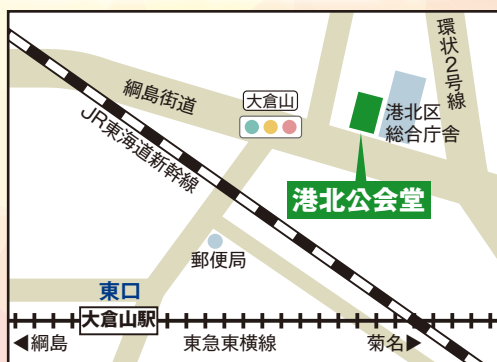 環状2号線
綱島街道
大倉山
港北区
総合庁舎
JR東海道新幹線
港北公会堂
郵便局
東口
大倉山駅
◀綱島
東急東横線
菊名▶